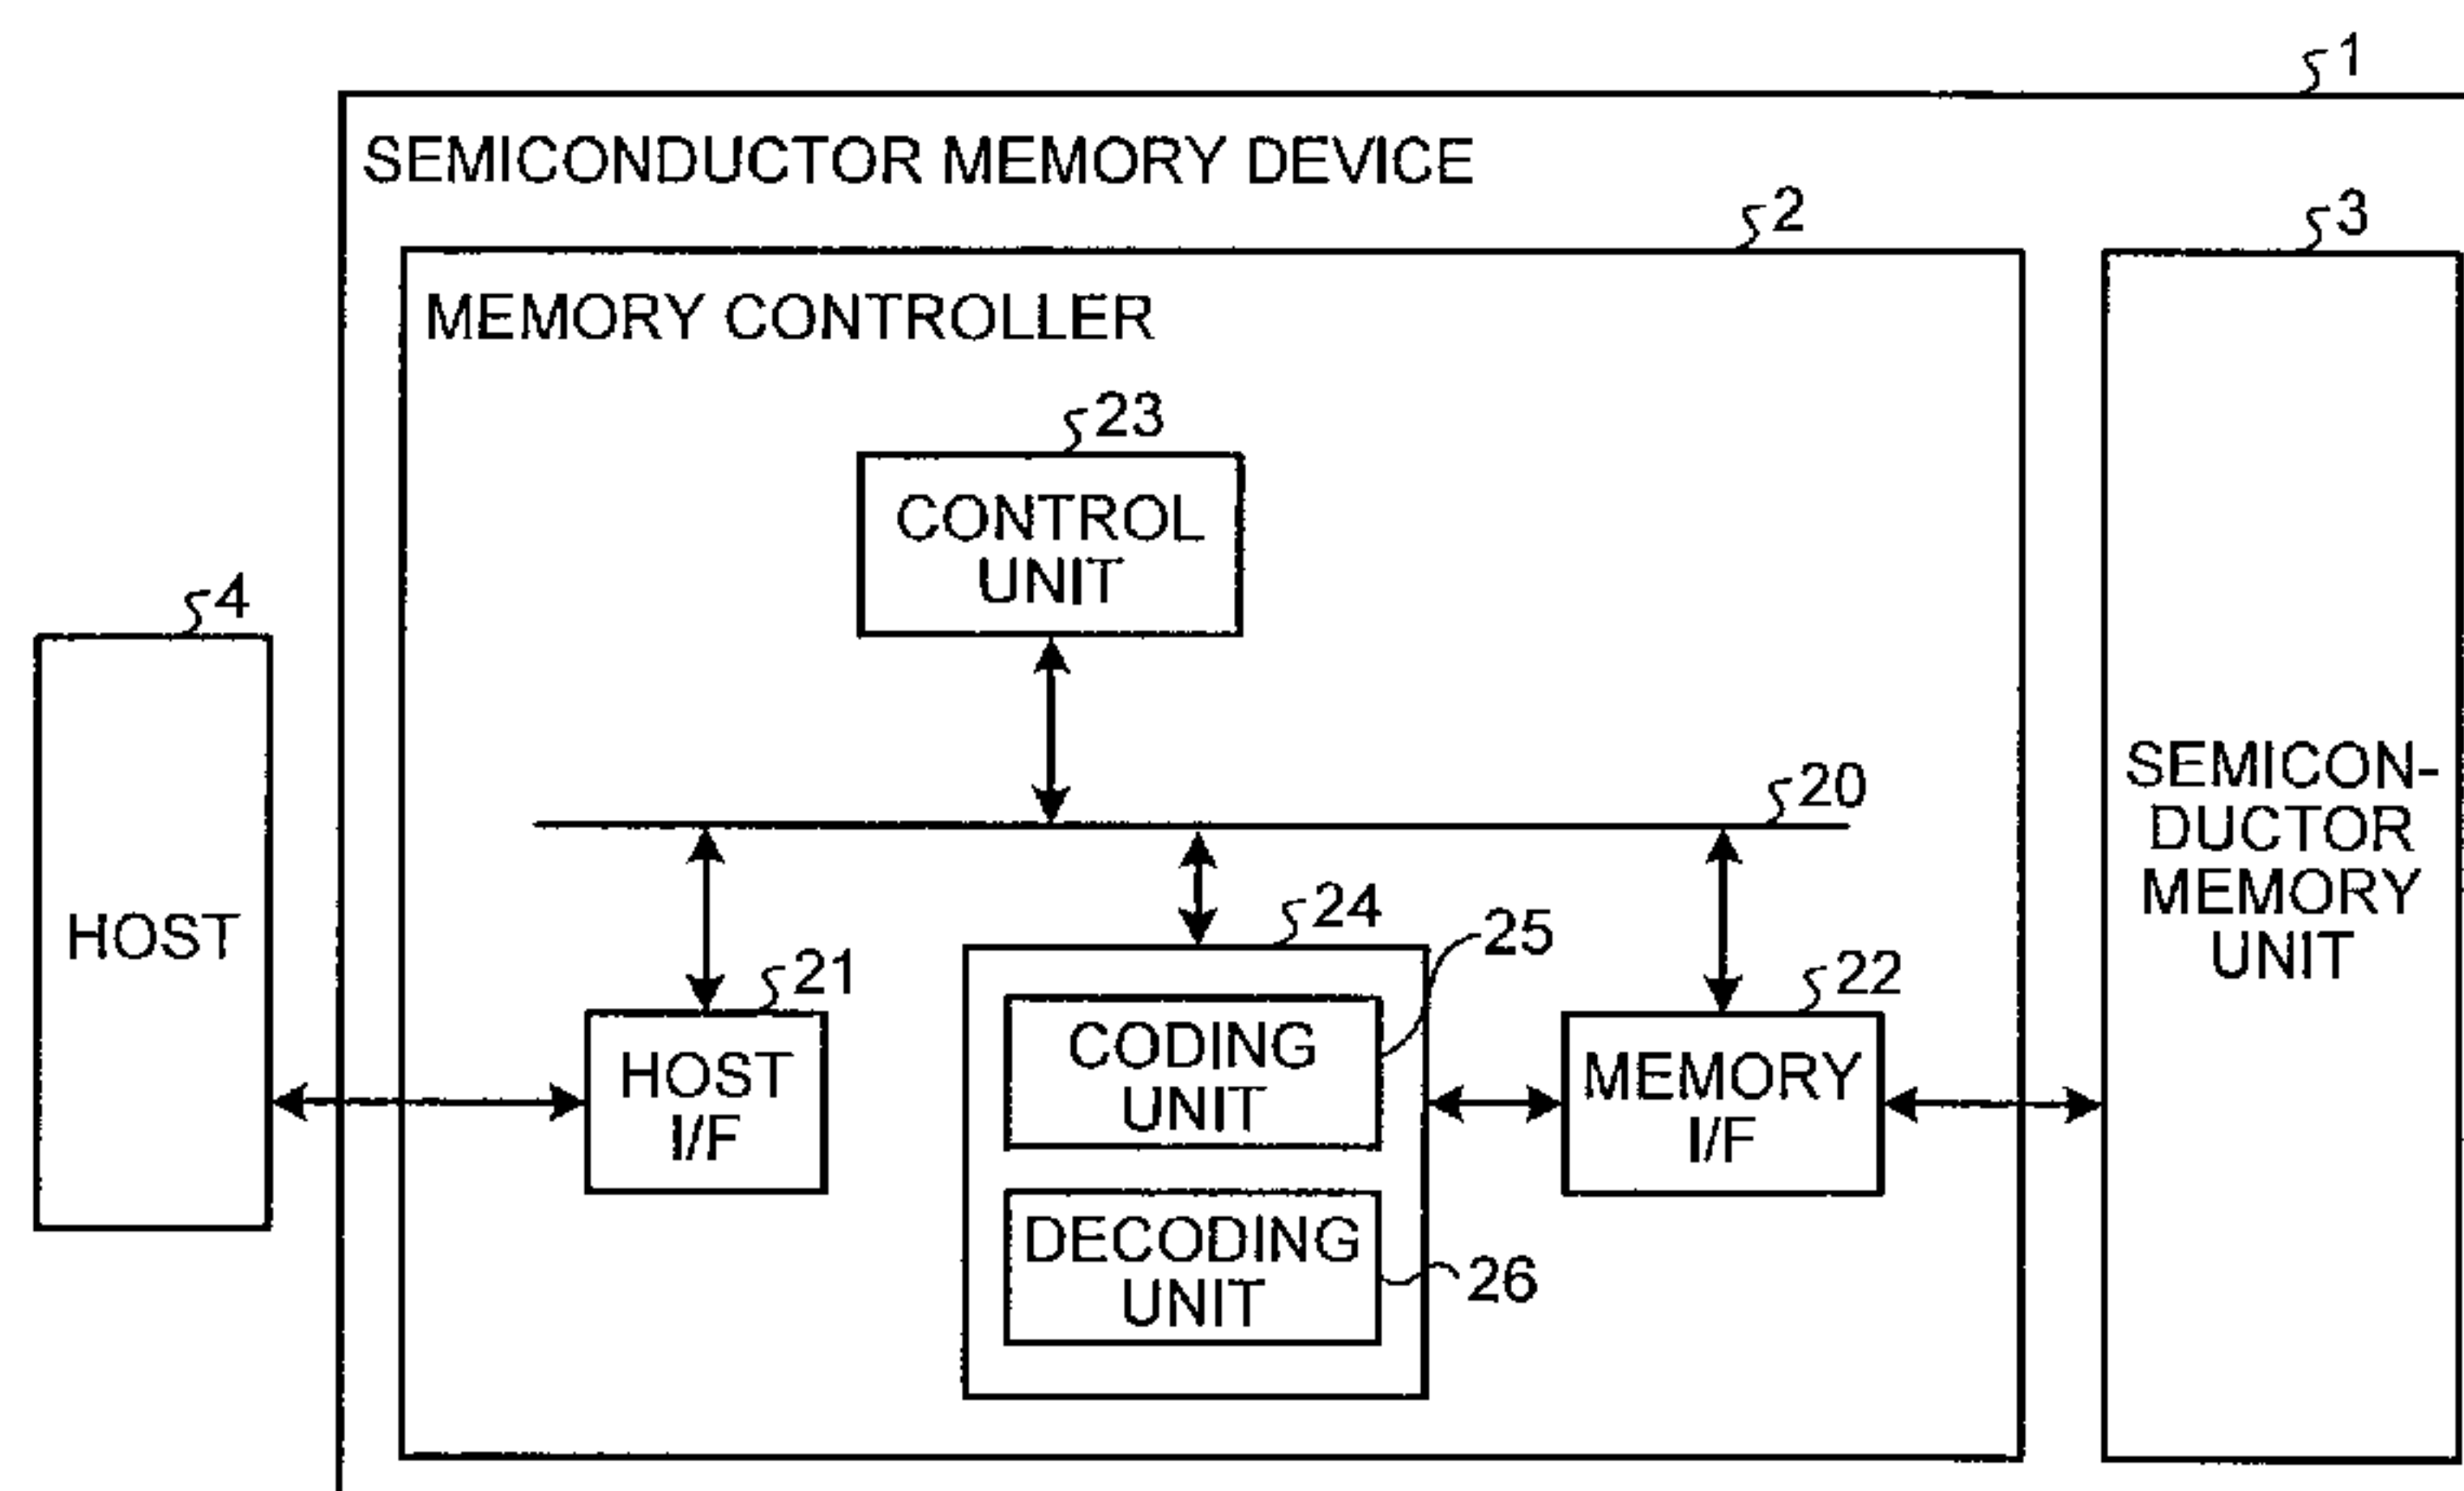 1
SEMICONDUCTOR MEMORY DEVICE
2
3
MEMORY CONTROLLER
23
CONTROL
UNIT
4
HOST
20
21
HOST
I/F
24
25
CODING
UNIT
DECODING
UNIT
26
22
MEMORY
I/F
SEMICON-
DUCTOR
MEMORY
UNIT